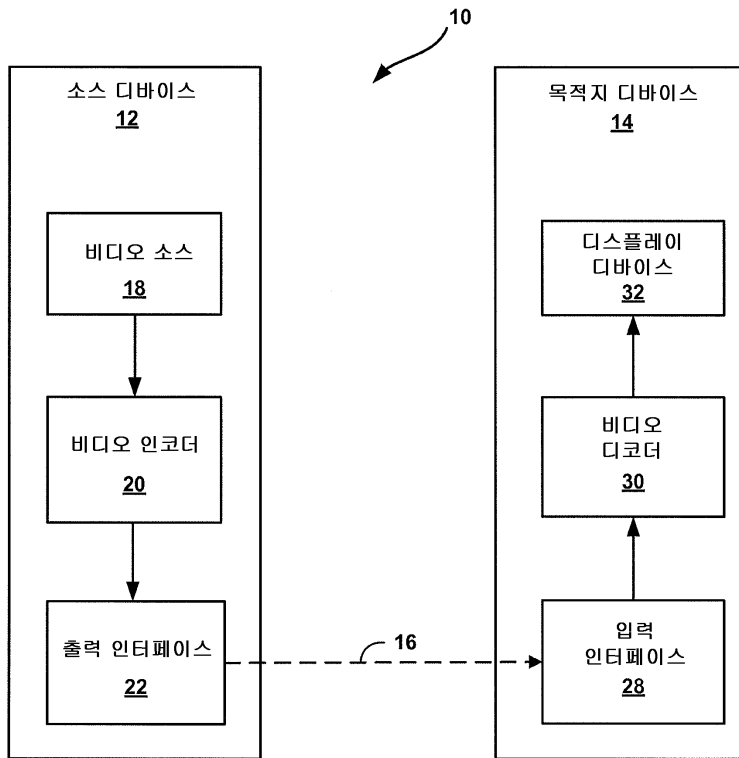 10
소스 디바이스
12
비디오 소스
18
비디오 인코더
20
출력 인터페이스
22
16
목적지 디바이스
14
디스플레이
디바이스
32
비디오
디코더
30
입력
인터페이스
28